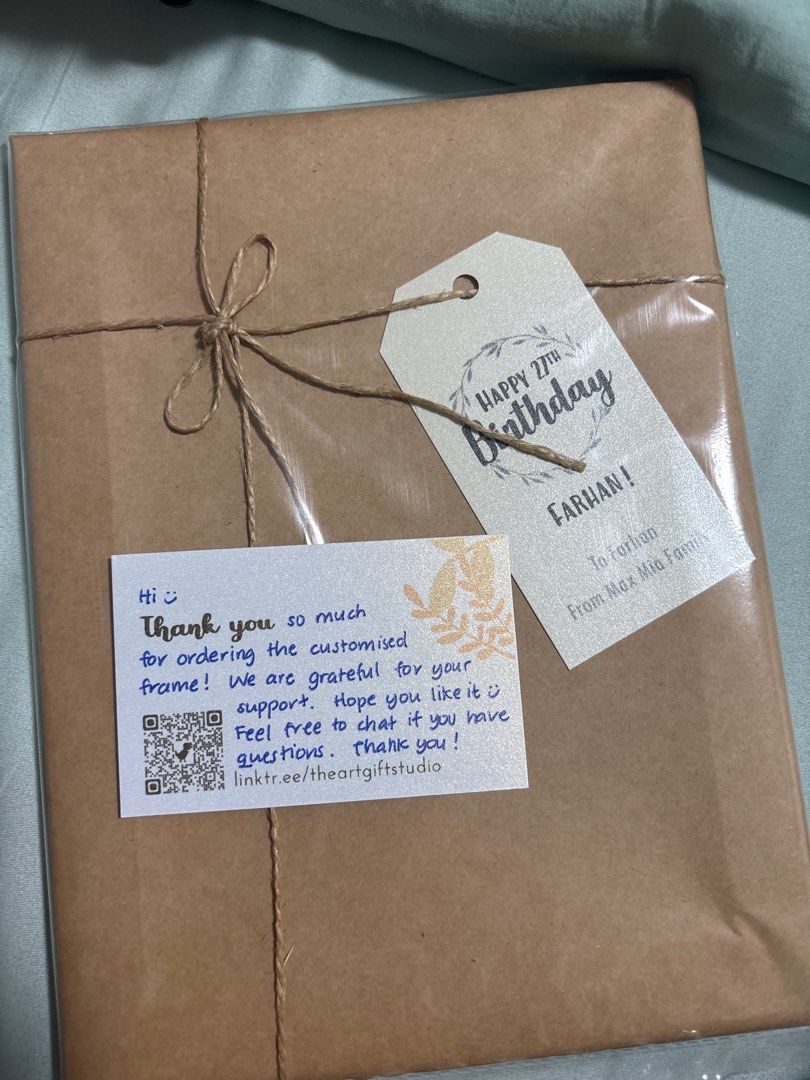 HAPPY 27TH
Birthday
FARHAN!
To Farhan
From Max Mia Family
Hi :)
Thank you so much
for ordering the customised
frame! We are grateful for your
support. Hope you like it :)
Feel free to chat if you have
questions. Thank you!
linktr.ee/theartgiftstudio